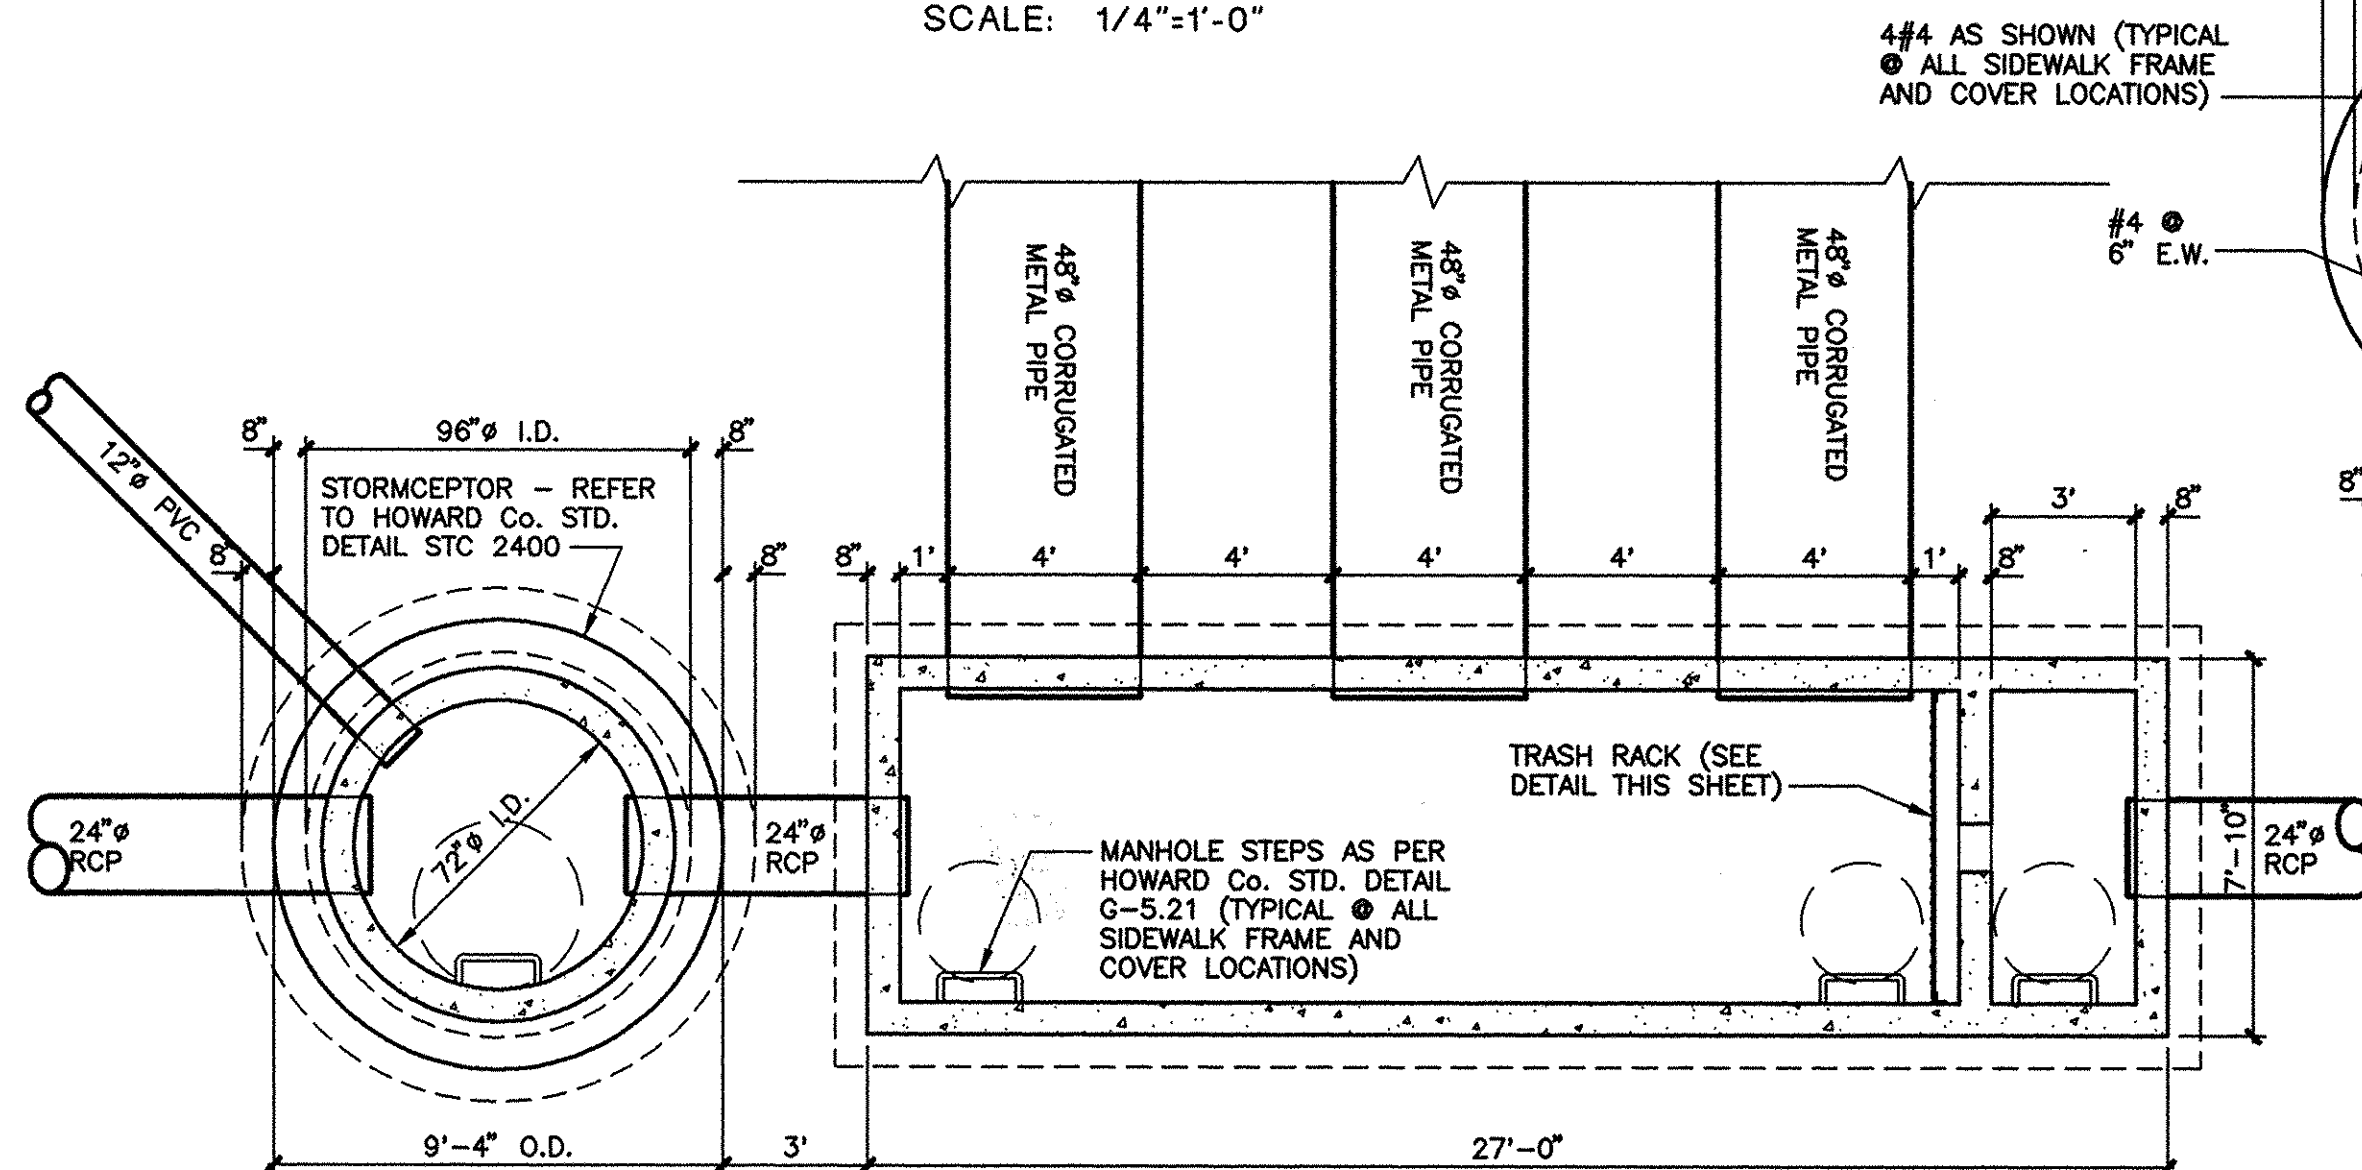 SCALE: 1/4"=1'-0"
4#4 AS SHOWN (TYPICAL
@ ALL SIDEWALK FRAME
AND COVER LOCATIONS)
#4 @
6" E.W.
48"ø CORRUGATED
METAL PIPE
48"ø CORRUGATED
METAL PIPE
48"ø CORRUGATED
METAL PIPE
8"
96"ø I.D.
8"
12"ø PVC
STORMCEPTOR - REFER
TO HOWARD Co. STD.
DETAIL STC 2400
8"
8"
8"
1'
4'
4'
4'
4'
4'
1'
8"
3'
8"
8"
24"ø
RCP
72"ø I.D.
24"ø
RCP
TRASH RACK (SEE
DETAIL THIS SHEET)
MANHOLE STEPS AS PER
HOWARD Co. STD. DETAIL
G-5.21 (TYPICAL @ ALL
SIDEWALK FRAME AND
COVER LOCATIONS)
7'-10"
24"ø
RCP
9'-4" O.D.
3'
27'-0"